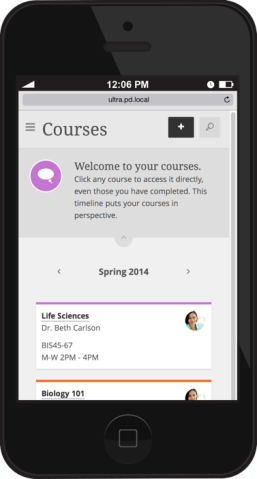 12:06 PM
ultra.pd.local
Courses
Welcome to your courses.
Click any course to access it directly,
even those you have completed. This
timeline puts your courses in
perspective.
Spring 2014
Life Sciences
Dr. Beth Carlson
BIS45-67
M-W 2PM - 4PM
Biology 101